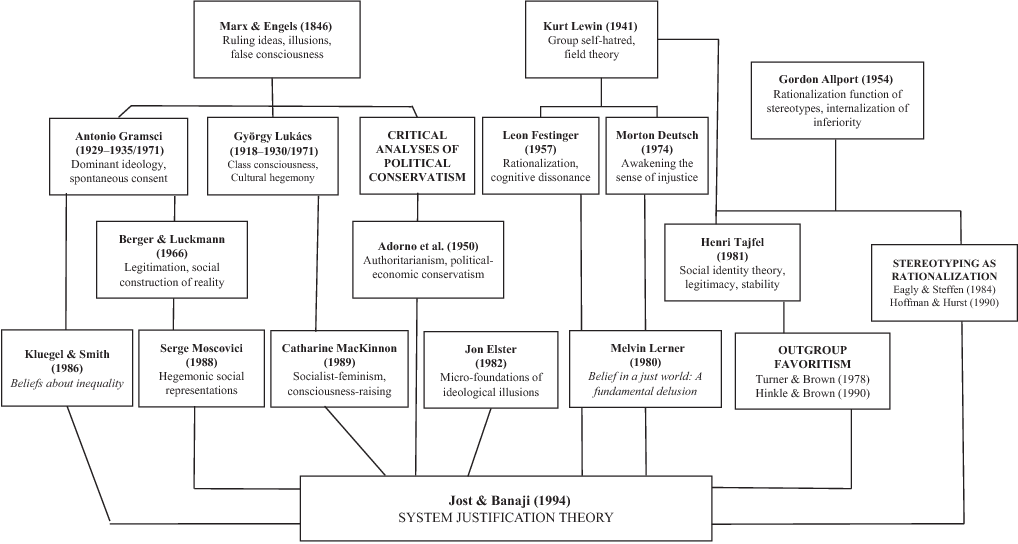 Marx & Engels (1846)
Ruling ideas, illusions,
false consciousness
Kurt Lewin (1941)
Group self-hatred,
field theory
Gordon Allport (1954)
Rationalization function of
stereotypes, internalization of
inferiority
Antonio Gramsci
(1929–1935/1971)
Dominant ideology,
spontaneous consent
György Lukács
(1918–1930/1971)
Class consciousness,
Cultural hegemony
CRITICAL
ANALYSES OF
POLITICAL
CONSERVATISM
Leon Festinger
(1957)
Rationalization,
cognitive dissonance
Morton Deutsch
(1974)
Awakening the
sense of injustice
Berger & Luckmann
(1966)
Legitimation, social
construction of reality
Adorno et al. (1950)
Authoritarianism, political-
economic conservatism
Henri Tajfel
(1981)
Social identity theory,
legitimacy, stability
STEREOTYPING AS
RATIONALIZATION
Eagly & Steffen (1984)
Hoffman & Hurst (1990)
Kluegel & Smith
(1986)
Beliefs about inequality
Serge Moscovici
(1988)
Hegemonic social
representations
Catharine MacKinnon
(1989)
Socialist-feminism,
consciousness-raising
Jon Elster
(1982)
Micro-foundations of
ideological illusions
Melvin Lerner
(1980)
Belief in a just world: A
fundamental delusion
OUTGROUP
FAVORITISM
Turner & Brown (1978)
Hinkle & Brown (1990)
Jost & Banaji (1994)
SYSTEM JUSTIFICATION THEORY